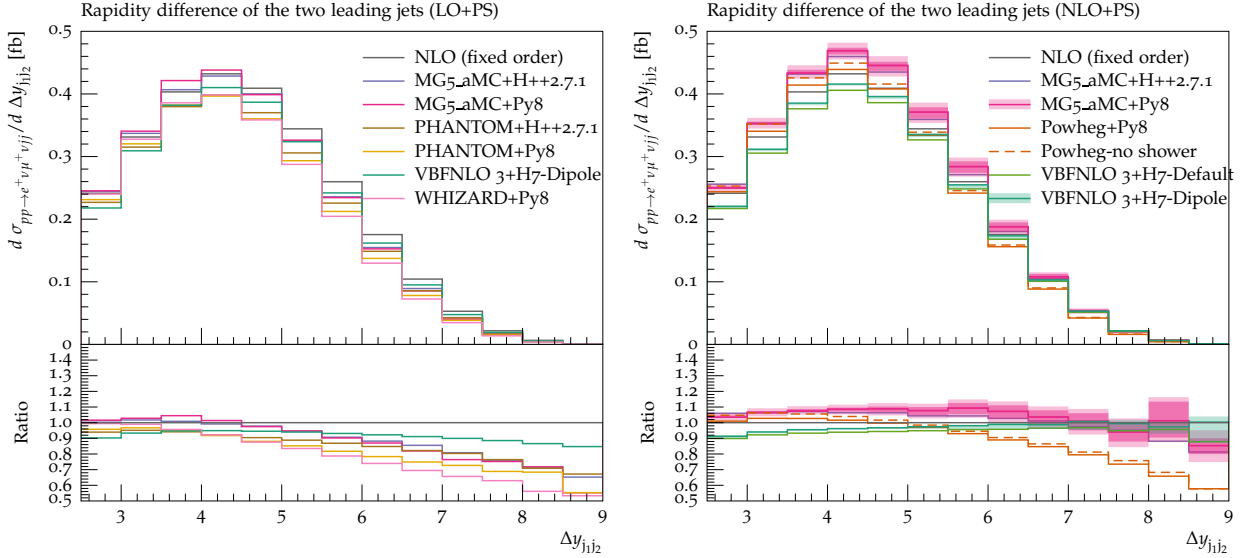 Rapidity difference of the two leading jets (LO+PS)
d σpp→e⁺νμ⁺νjj/d Δyj₁j₂ [fb]
0.5
0.4
0.3
0.2
0.1
0
NLO (fixed order)
MG5_aMC+H++2.7.1
MG5_aMC+Py8
PHANTOM+H++2.7.1
PHANTOM+Py8
VBFNLO 3+H7-Dipole
WHIZARD+Py8
Ratio
1.4
1.3
1.2
1.1
1.0
0.9
0.8
0.7
0.6
0.5
3 4 5 6 7 8 9
Δyj₁j₂
Rapidity difference of the two leading jets (NLO+PS)
d σpp→e⁺νμ⁺νjj/d Δyj₁j₂ [fb]
0.5
0.4
0.3
0.2
0.1
0
NLO (fixed order)
MG5_aMC+H++2.7.1
MG5_aMC+Py8
Powheg+Py8
Powheg-no shower
VBFNLO 3+H7-Default
VBFNLO 3+H7-Dipole
Ratio
1.4
1.3
1.2
1.1
1.0
0.9
0.8
0.7
0.6
0.5
3 4 5 6 7 8 9
Δyj₁j₂